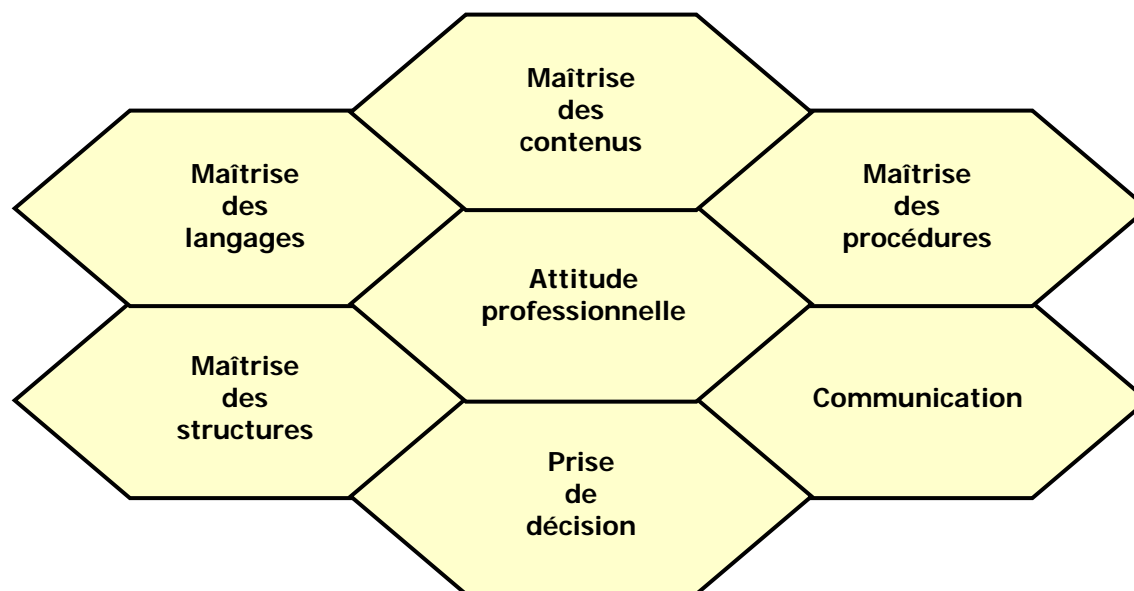 Maîtrise
des
contenus
Maîtrise
des
langages
Maîtrise
des
procédures
Attitude
professionnelle
Maîtrise
des
structures
Communication
Prise
de
décision